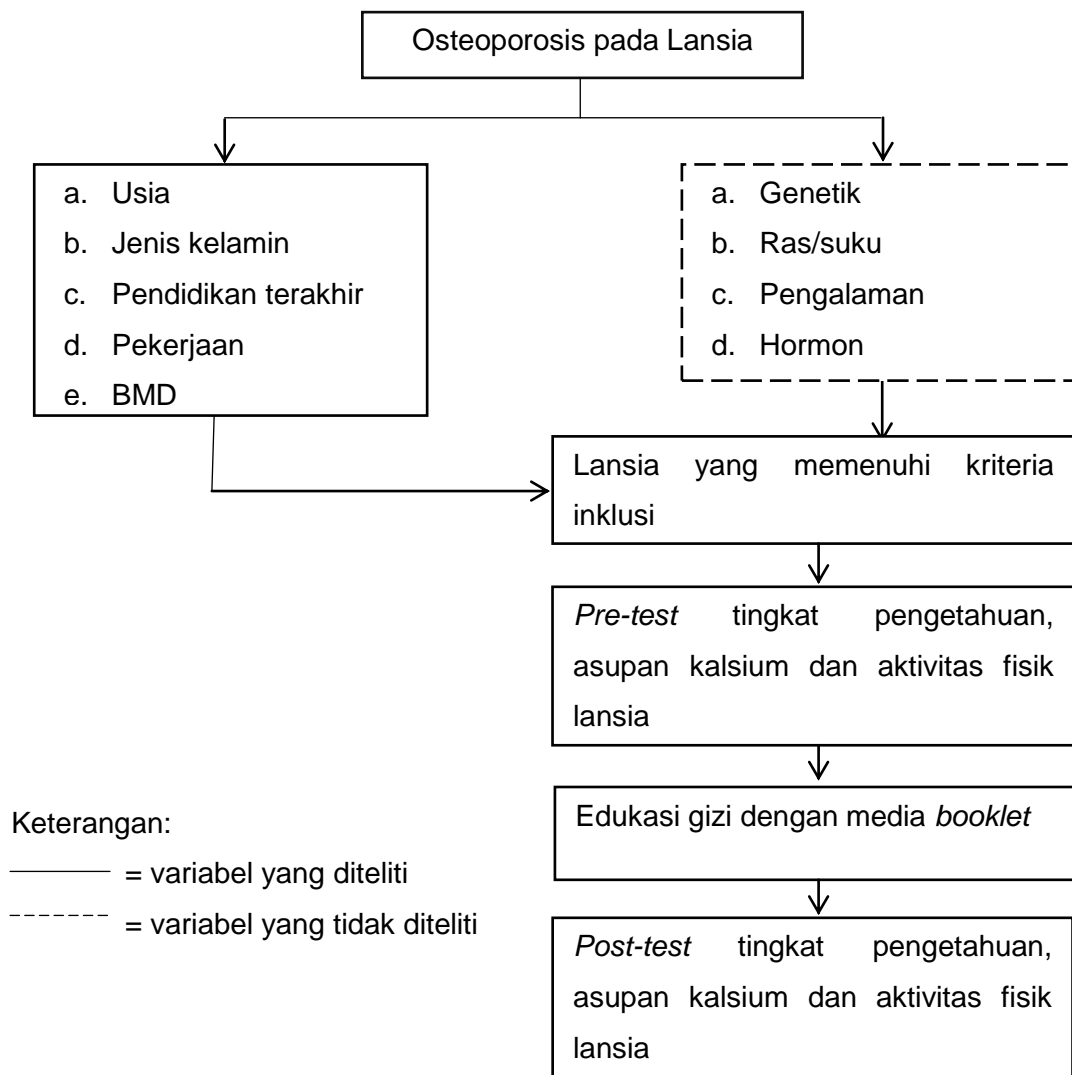 Osteoporosis pada Lansia
a. Usia
b. Jenis kelamin
c. Pendidikan terakhir
d. Pekerjaan
e. BMD
a. Genetik
b. Ras/suku
c. Pengalaman
d. Hormon
Lansia yang memenuhi kriteria
inklusi
Pre-test tingkat pengetahuan,
asupan kalsium dan aktivitas fisik
lansia
Edukasi gizi dengan media booklet
Keterangan:
= variabel yang diteliti
= variabel yang tidak diteliti
Post-test tingkat pengetahuan,
asupan kalsium dan aktivitas fisik
lansia